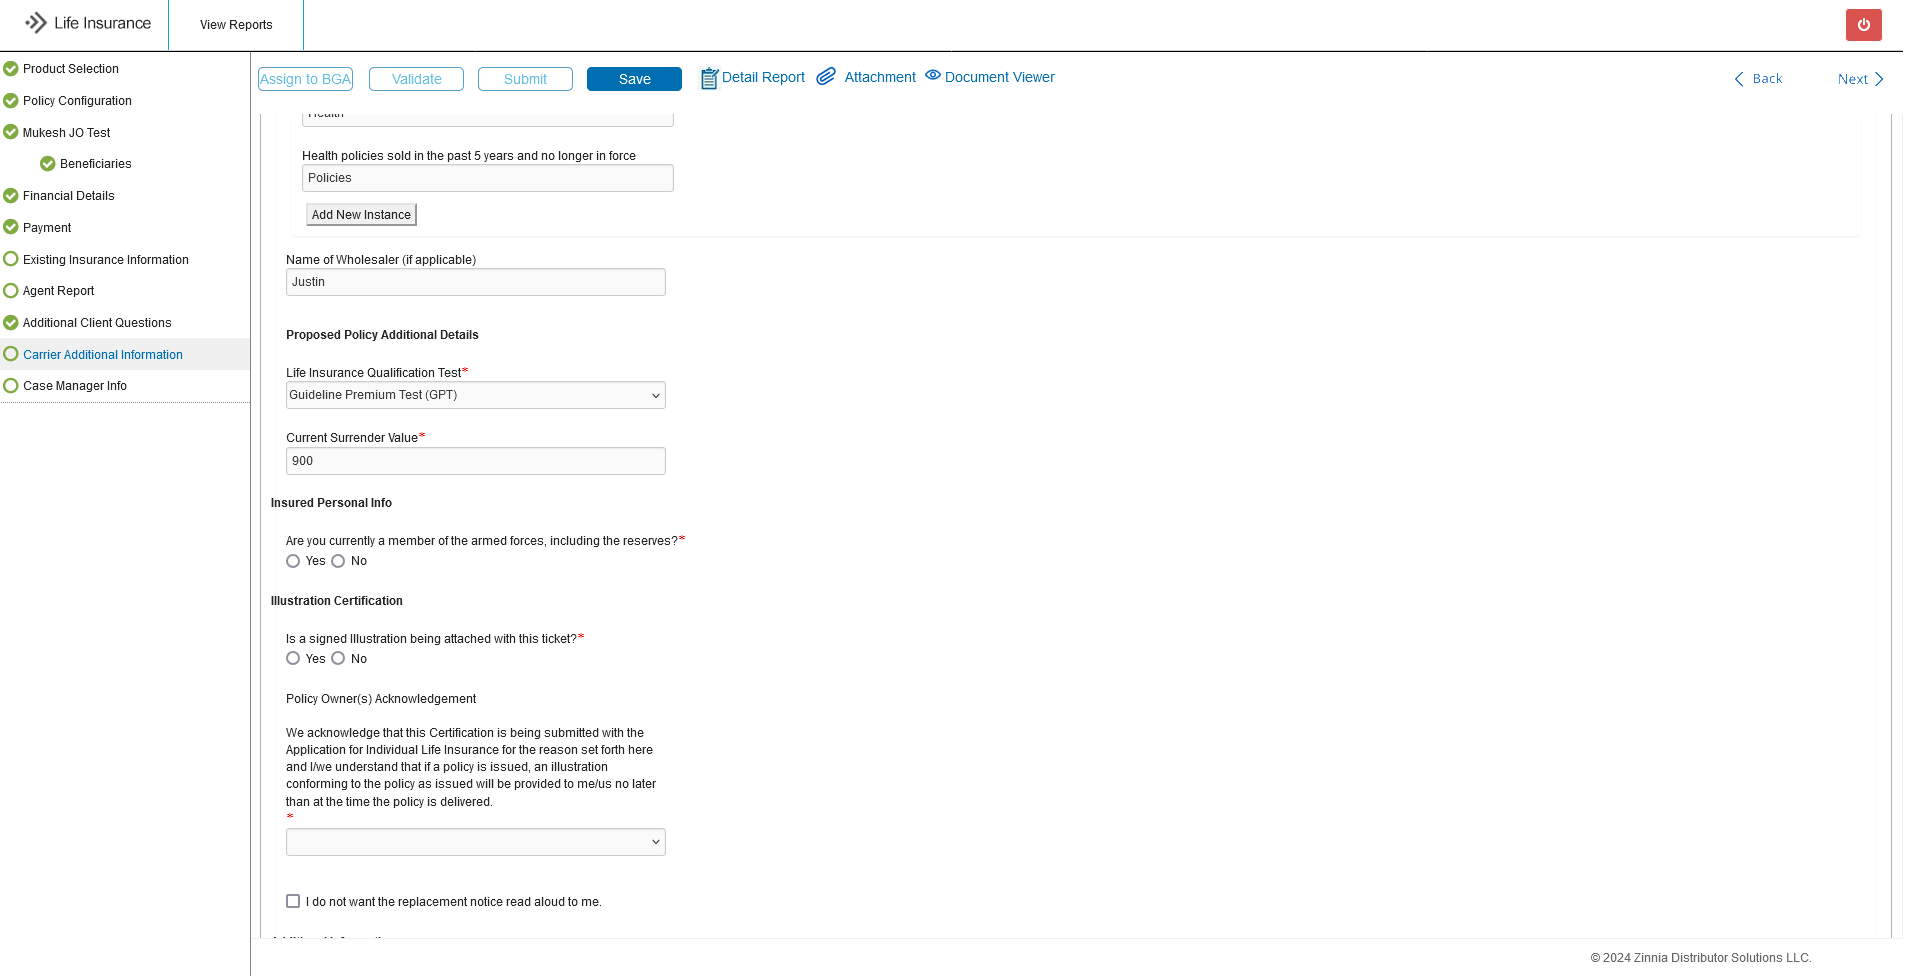 Life Insurance
View Reports
Product Selection
Policy Configuration
Mukesh JO Test
Beneficiaries
Financial Details
Payment
Existing Insurance Information
Agent Report
Additional Client Questions
Carrier Additional Information
Case Manager Info
Assign to BGA
Validate
Submit
Save
Detail Report
Attachment
Document Viewer
Back
Next
Health
Health policies sold in the past 5 years and no longer in force
Policies
Add New Instance
Name of Wholesaler (if applicable)
Justin
Proposed Policy Additional Details
Life Insurance Qualification Test*
Guideline Premium Test (GPT)
Current Surrender Value*
900
Insured Personal Info
Are you currently a member of the armed forces, including the reserves?*
Yes No
Illustration Certification
Is a signed Illustration being attached with this ticket?*
Yes No
Policy Owner(s) Acknowledgement
We acknowledge that this Certification is being submitted with the
Application for Individual Life Insurance for the reason set forth here
and I/we understand that if a policy is issued, an illustration
conforming to the policy as issued will be provided to me/us no later
than at the time the policy is delivered.
*
I do not want the replacement notice read aloud to me.
© 2024 Zinnia Distributor Solutions LLC.